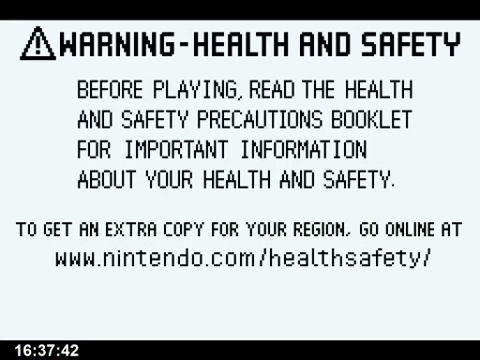 ⚠WARNING-HEALTH AND SAFETY
BEFORE PLAYING, READ THE HEALTH
AND SAFETY PRECAUTIONS BOOKLET
FOR IMPORTANT INFORMATION
ABOUT YOUR HEALTH AND SAFETY.
TO GET AN EXTRA COPY FOR YOUR REGION, GO ONLINE AT
www.nintendo.com/healthsafety/
16:37:42